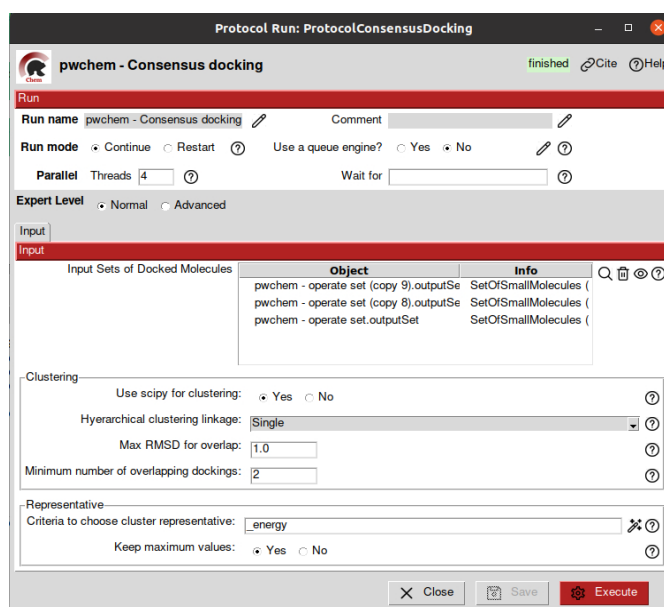 Protocol Run: ProtocolConsensusDocking
Chem
pwchem - Consensus docking
finished Cite Help
Run
Run name pwchem - Consensus docking Comment
Run mode Continue Restart Use a queue engine? Yes No
Parallel Threads 4 Wait for
Expert Level Normal Advanced
Input
Input
Input Sets of Docked Molecules
Object Info
pwchem - operate set (copy 9).outputSe SetOfSmallMolecules (
pwchem - operate set (copy 8).outputSe SetOfSmallMolecules (
pwchem - operate set.outputSet SetOfSmallMolecules (
Clustering
Use scipy for clustering: Yes No
Hyerarchical clustering linkage: Single
Max RMSD for overlap: 1.0
Minimum number of overlapping dockings: 2
Representative
Criteria to choose cluster representative: _energy
Keep maximum values: Yes No
Close Save Execute